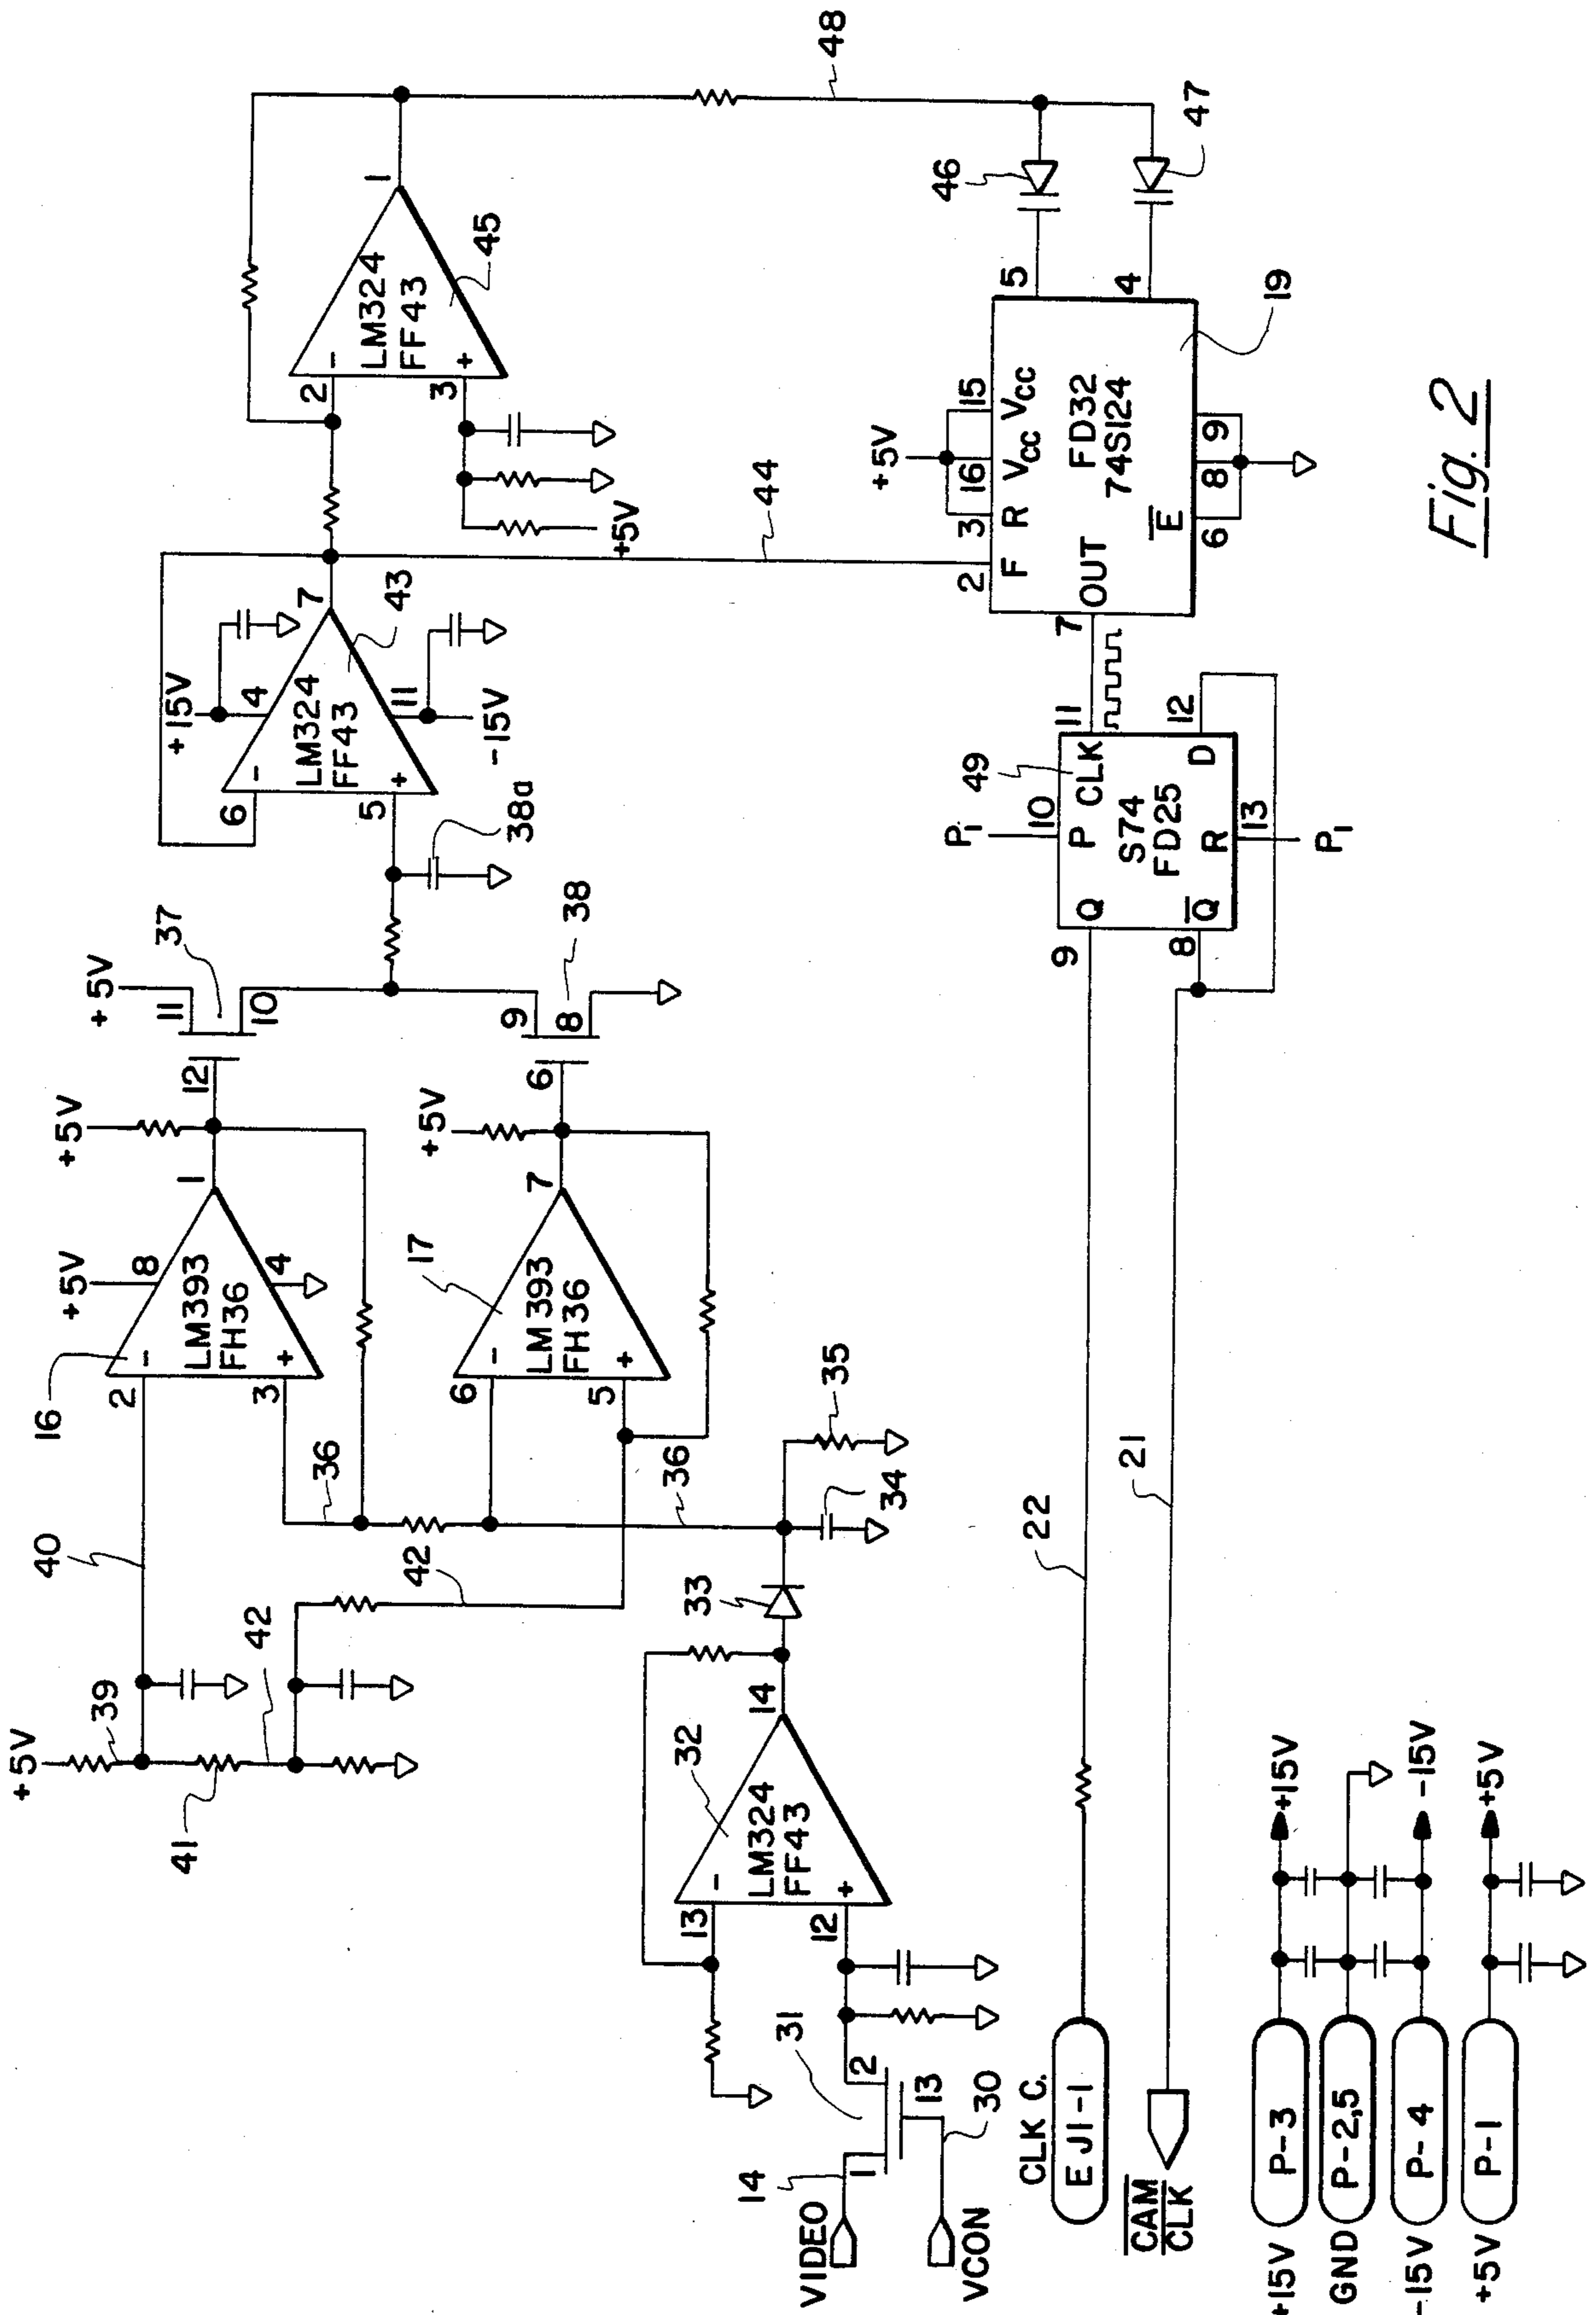 +5V
39
41
42
40
16
2
-
+5V
8
LM393
FH36
3
+
4
1
+5V
12
+5V
11
37
10
36
42
17
6
-
LM393
FH36
5
+
7
+5V
6
9
8
38
36
33
34
35
32
13
-
LM324
FF43
12
+
14
VIDEO
14
1
2
31
13
30
VCON
+15V
4
6
-
LM324
FF43
5
+
11
-15V
7
43
38a
2
-
LM324
FF43
3
+
1
45
+5V
44
48
46
47
+5V
2
3
16
15
F
R
VCC
VCC
5
7
OUT
FD32
74S124
4
E
6
8
9
19
P1
10
49
9
Q
P
CLK
11
S74
FD25
8
Q
R
D
12
13
P1
22
21
CLK C.
EJ1-1
CAM
CLK
+15V
P-3
+15V
GND
P-2,5
-15V
P-4
-15V
+5V
P-1
+5V
Fig. 2